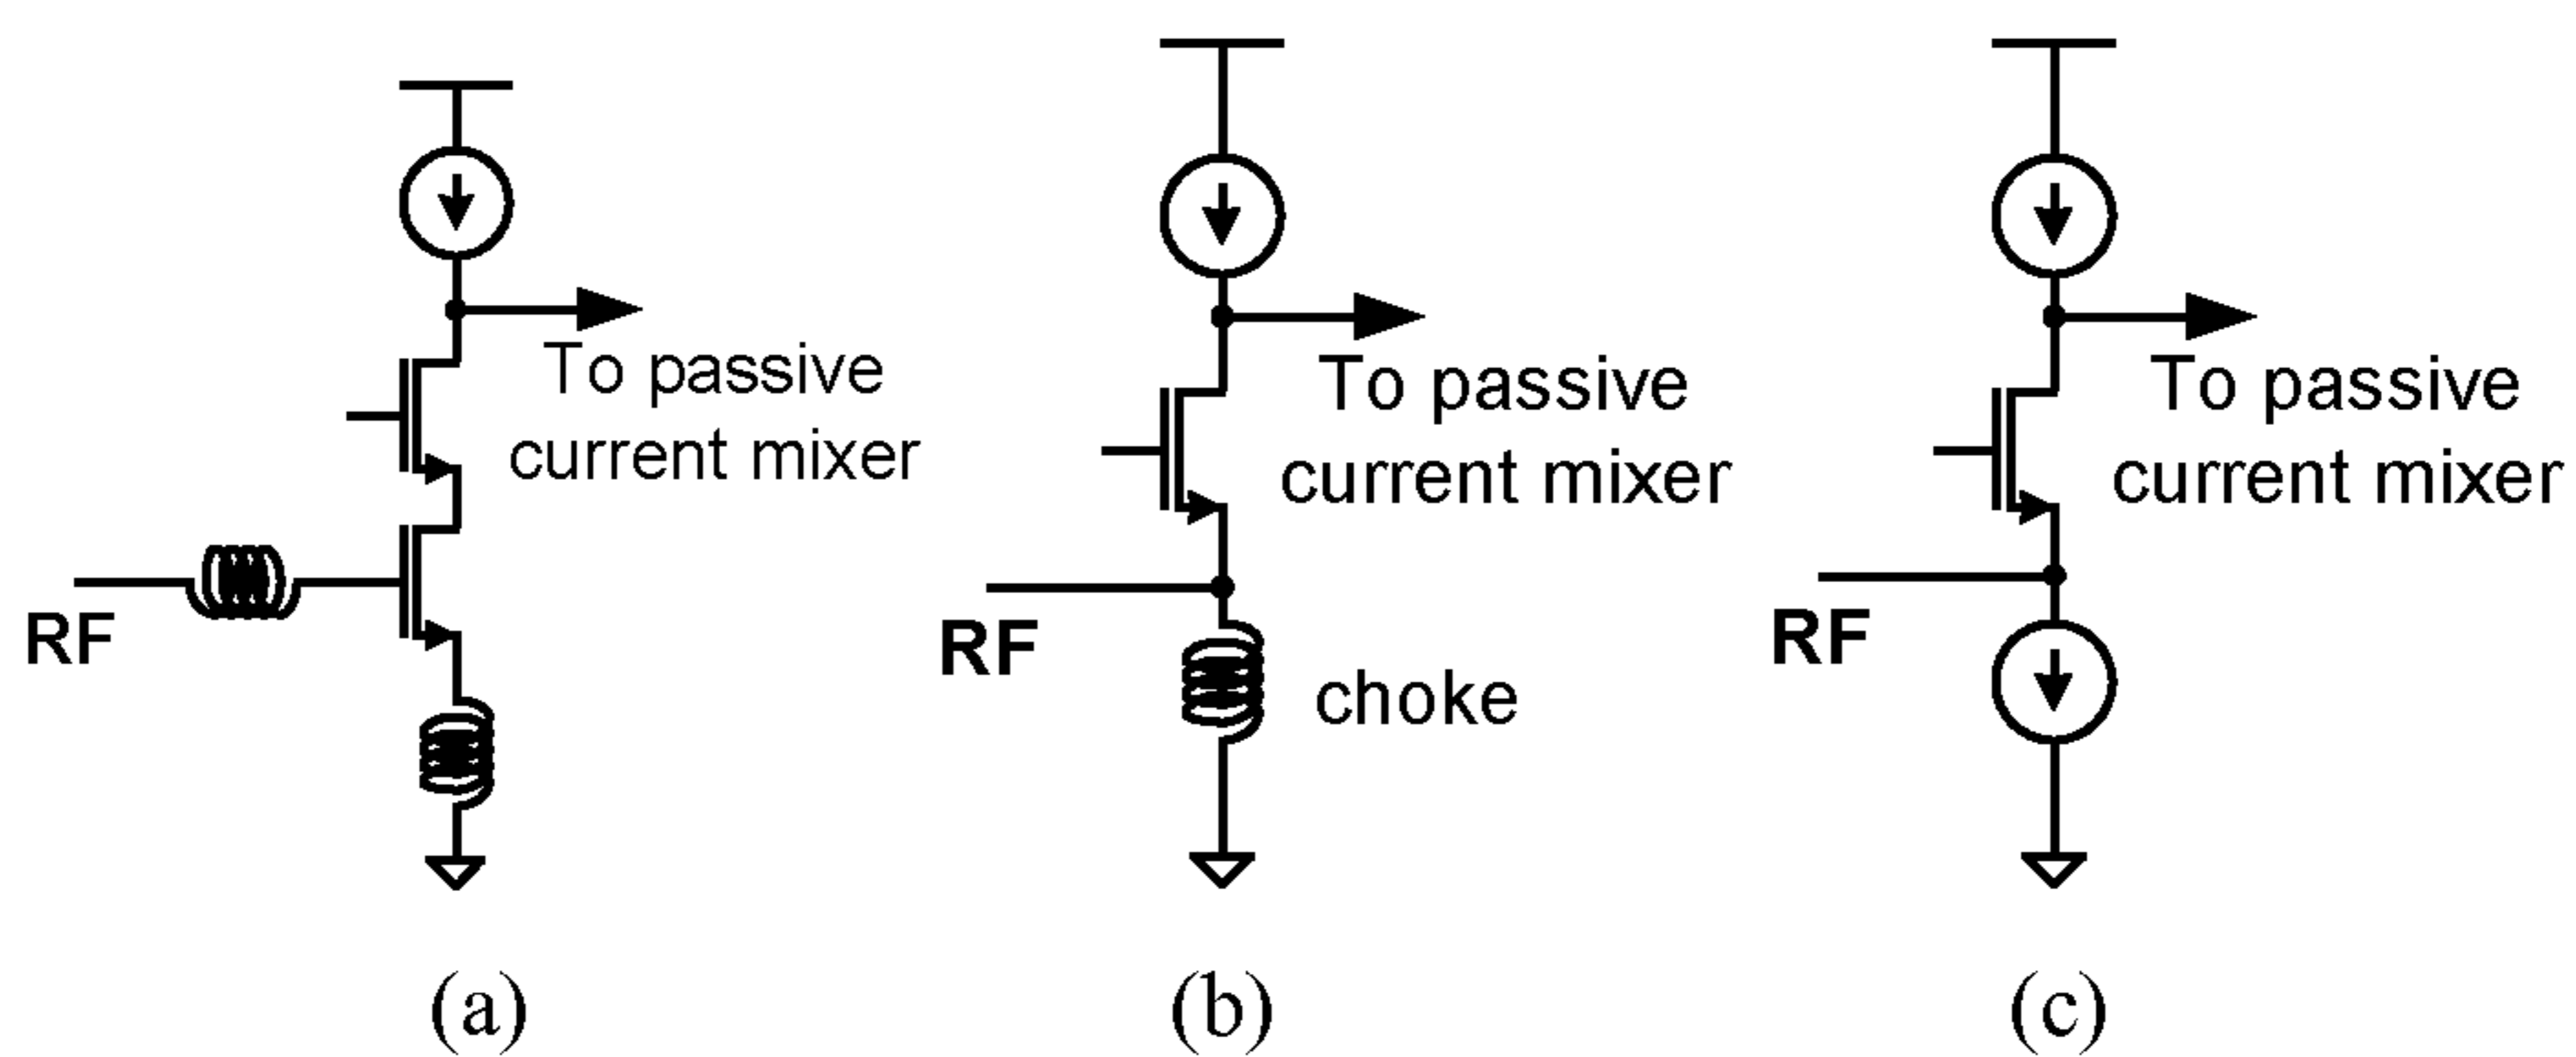 To passive
current mixer
RF
(a)
To passive
current mixer
RF
choke
(b)
To passive
current mixer
RF
(c)